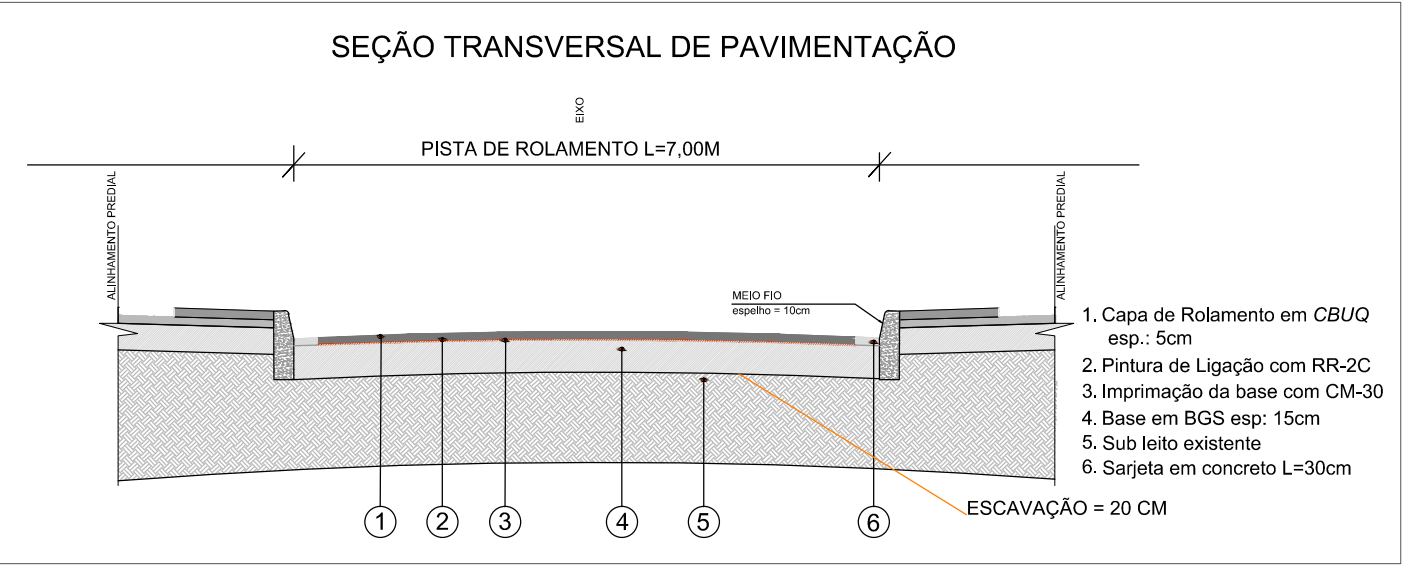 SEÇÃO TRANSVERSAL DE PAVIMENTAÇÃO
EIXO
PISTA DE ROLAMENTO L=7,00M
ALINHAMENTO PREDIAL
ALINHAMENTO PREDIAL
MEIO FIO
espelho = 10cm
1. Capa de Rolamento em CBUQ
esp.: 5cm
2. Pintura de Ligação com RR-2C
3. Imprimação da base com CM-30
4. Base em BGS esp: 15cm
5. Sub leito existente
6. Sarjeta em concreto L=30cm
ESCAVAÇÃO = 20 CM
1 2 3 4 5 6